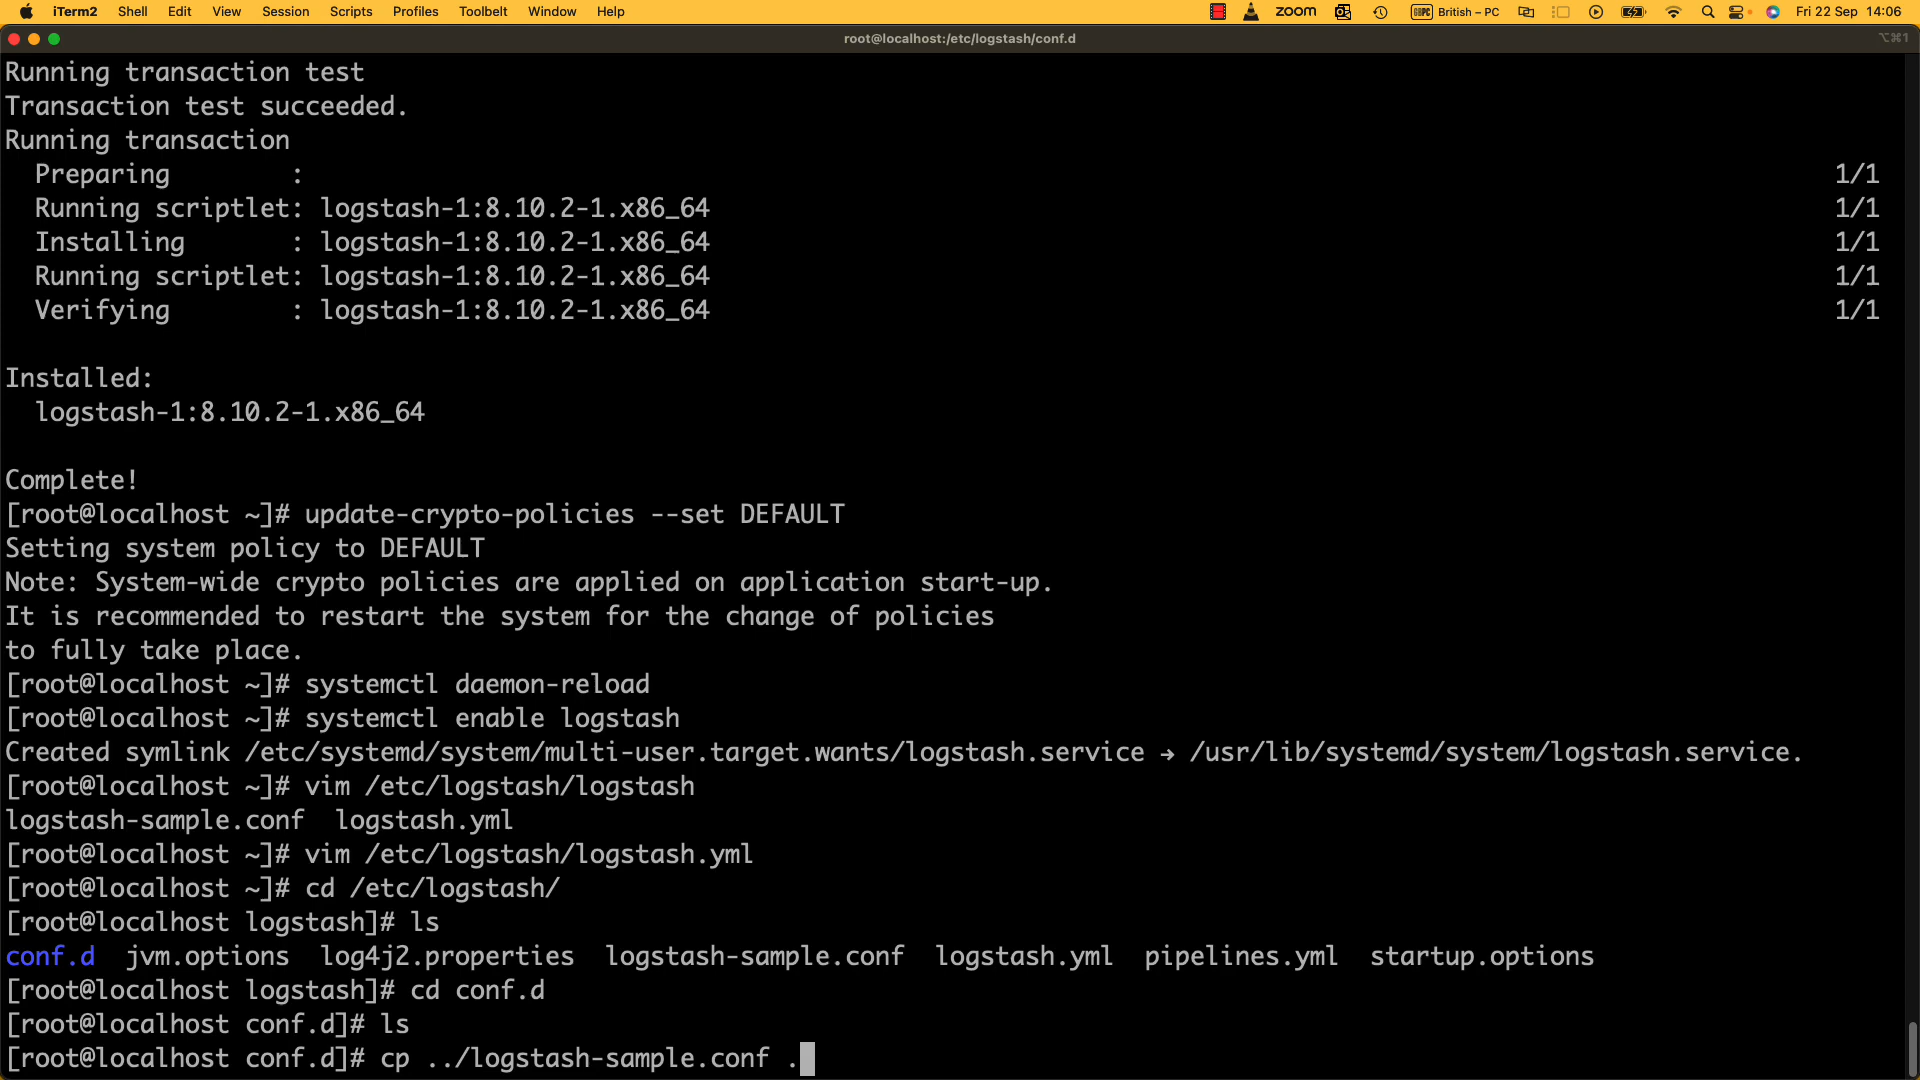 iTerm2 Shell Edit View Session Scripts Profiles Toolbelt Window Help zoom GBPC British – PC Fri 22 Sep 14:06
root@localhost:/etc/logstash/conf.d ⌥⌘1
Running transaction test
Transaction test succeeded.
Running transaction
  Preparing        : 1/1
  Running scriptlet: logstash-1:8.10.2-1.x86_64 1/1
  Installing       : logstash-1:8.10.2-1.x86_64 1/1
  Running scriptlet: logstash-1:8.10.2-1.x86_64 1/1
  Verifying        : logstash-1:8.10.2-1.x86_64 1/1
Installed:
  logstash-1:8.10.2-1.x86_64
Complete!
[root@localhost ~]# update-crypto-policies --set DEFAULT
Setting system policy to DEFAULT
Note: System-wide crypto policies are applied on application start-up.
It is recommended to restart the system for the change of policies
to fully take place.
[root@localhost ~]# systemctl daemon-reload
[root@localhost ~]# systemctl enable logstash
Created symlink /etc/systemd/system/multi-user.target.wants/logstash.service → /usr/lib/systemd/system/logstash.service.
[root@localhost ~]# vim /etc/logstash/logstash
logstash-sample.conf  logstash.yml
[root@localhost ~]# vim /etc/logstash/logstash.yml
[root@localhost ~]# cd /etc/logstash/
[root@localhost logstash]# ls
conf.d  jvm.options  log4j2.properties  logstash-sample.conf  logstash.yml  pipelines.yml  startup.options
[root@localhost logstash]# cd conf.d
[root@localhost conf.d]# ls
[root@localhost conf.d]# cp ../logstash-sample.conf .